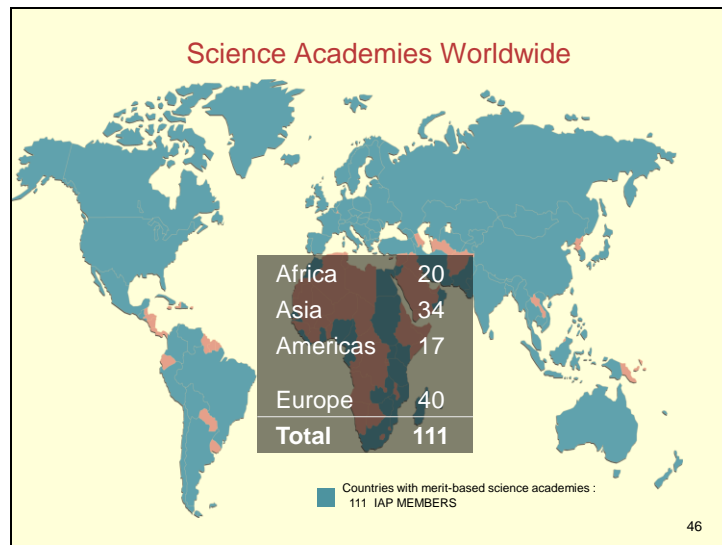 Science Academies Worldwide
Africa 20
Asia 34
Americas 17
Europe 40
Total 111
Countries with merit-based science academies :
111 IAP MEMBERS
46